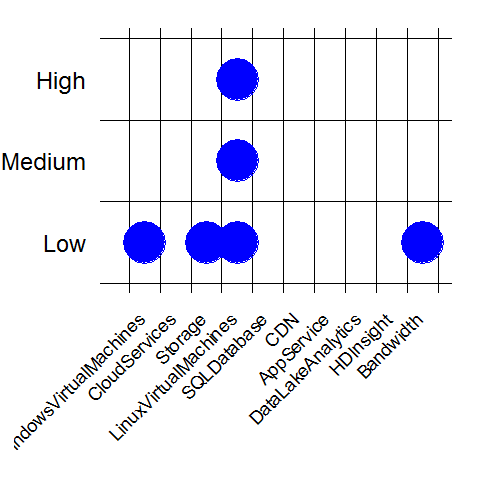 High
Medium
Low
ndowsVirtualMachines
CloudServices
Storage
LinuxVirtualMachines
SQLDatabase
CDN
AppService
DataLakeAnalytics
HDInsight
Bandwidth